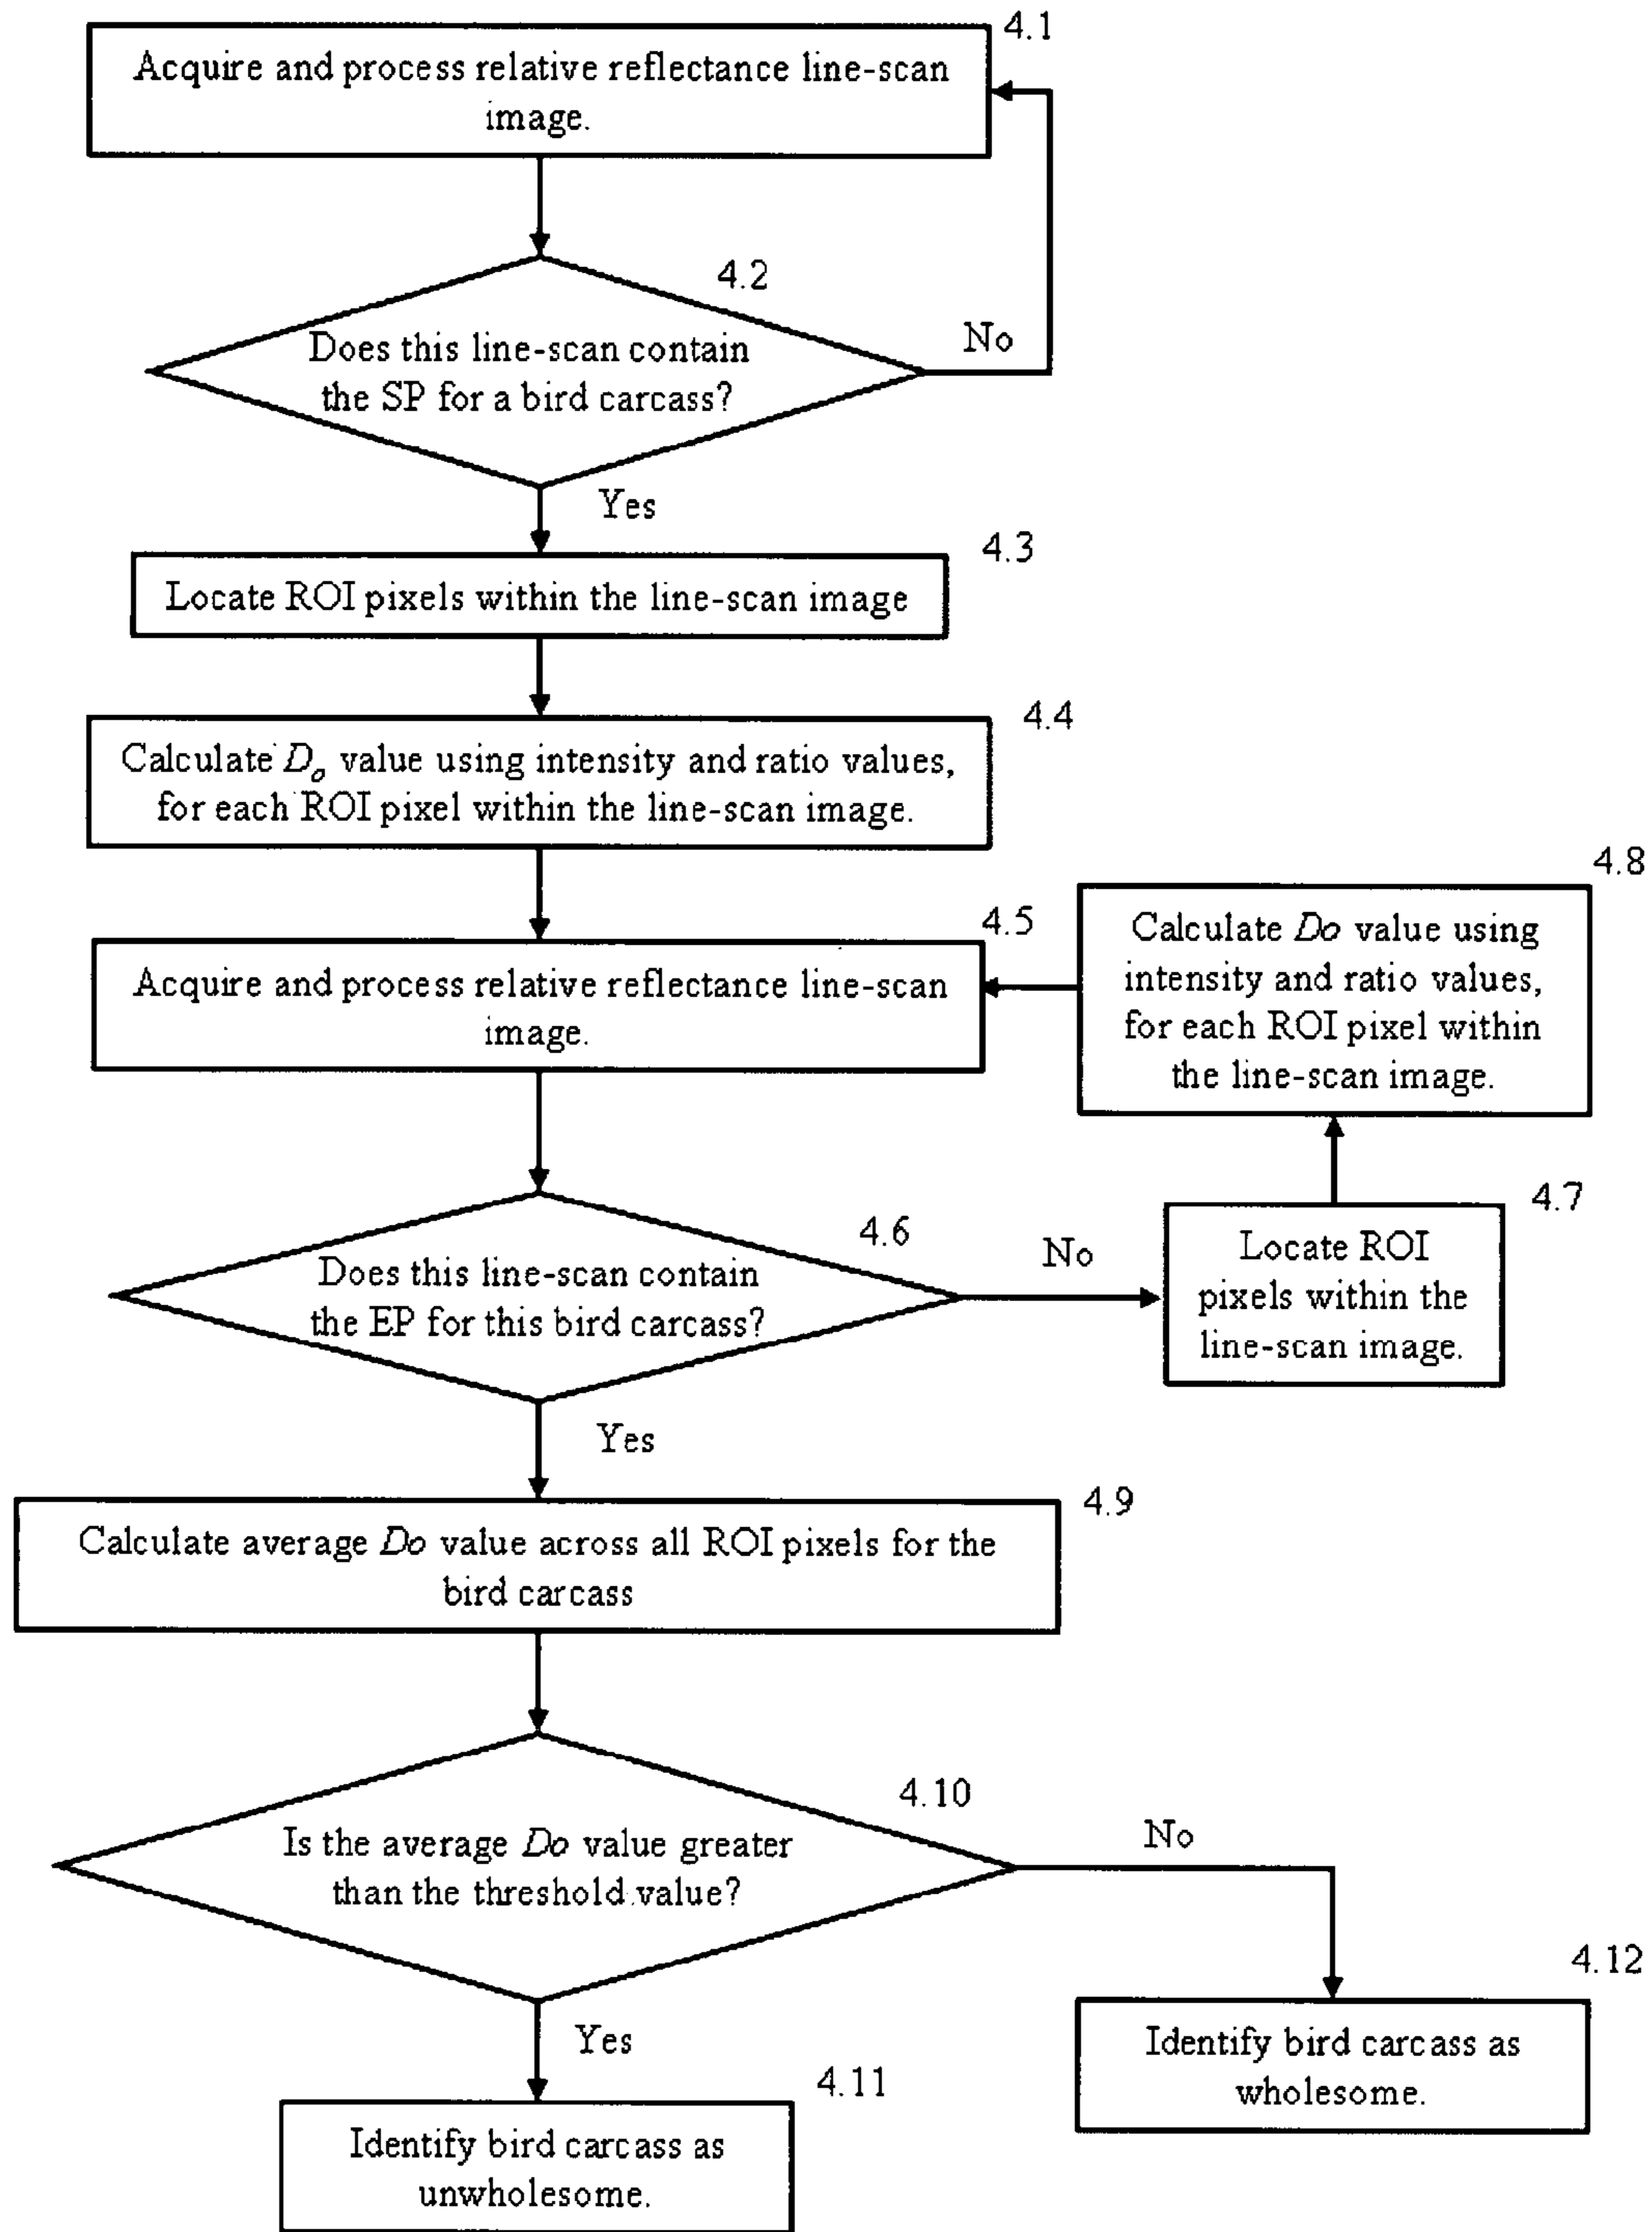 4.1
Acquire and process relative reflectance line-scan
image.
4.2
Does this line-scan contain
the SP for a bird carcass?
No
Yes
4.3
Locate ROI pixels within the line-scan image
4.4
Calculate Do value using intensity and ratio values,
for each ROI pixel within the line-scan image.
4.5
Acquire and process relative reflectance line-scan
image.
4.8
Calculate Do value using
intensity and ratio values,
for each ROI pixel within
the line-scan image.
4.6
Does this line-scan contain
the EP for this bird carcass?
No
4.7
Locate ROI
pixels within the
line-scan image.
Yes
4.9
Calculate average Do value across all ROI pixels for the
bird carcass
4.10
Is the average Do value greater
than the threshold value?
No
Yes
4.11
Identify bird carcass as
unwholesome.
4.12
Identify bird carcass as
wholesome.